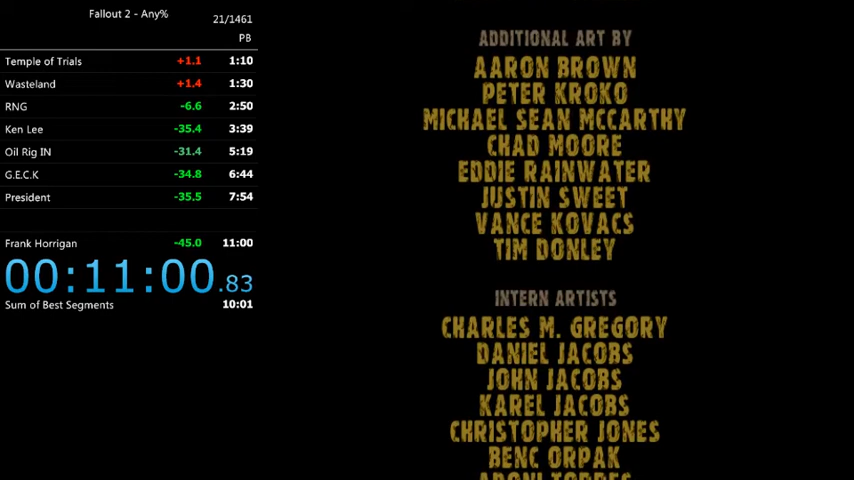 Fallout 2 - Any%
21/1461
PB
Temple of Trials +1.1 1:10
Wasteland +1.4 1:30
RNG -6.6 2:50
Ken Lee -35.4 3:39
Oil Rig IN -31.4 5:19
G.E.C.K -34.8 6:44
President -35.5 7:54
Frank Horrigan -45.0 11:00
00:11:00.83
Sum of Best Segments 10:01
ADDITIONAL ART BY
AARON BROWN
PETER KROKO
MICHAEL SEAN MCCARTHY
CHAD MOORE
EDDIE RAINWATER
JUSTIN SWEET
VANCE KOVACS
TIM DONLEY
INTERN ARTISTS
CHARLES M. GREGORY
DANIEL JACOBS
JOHN JACOBS
KAREL JACOBS
CHRISTOPHER JONES
BENC ORPAK